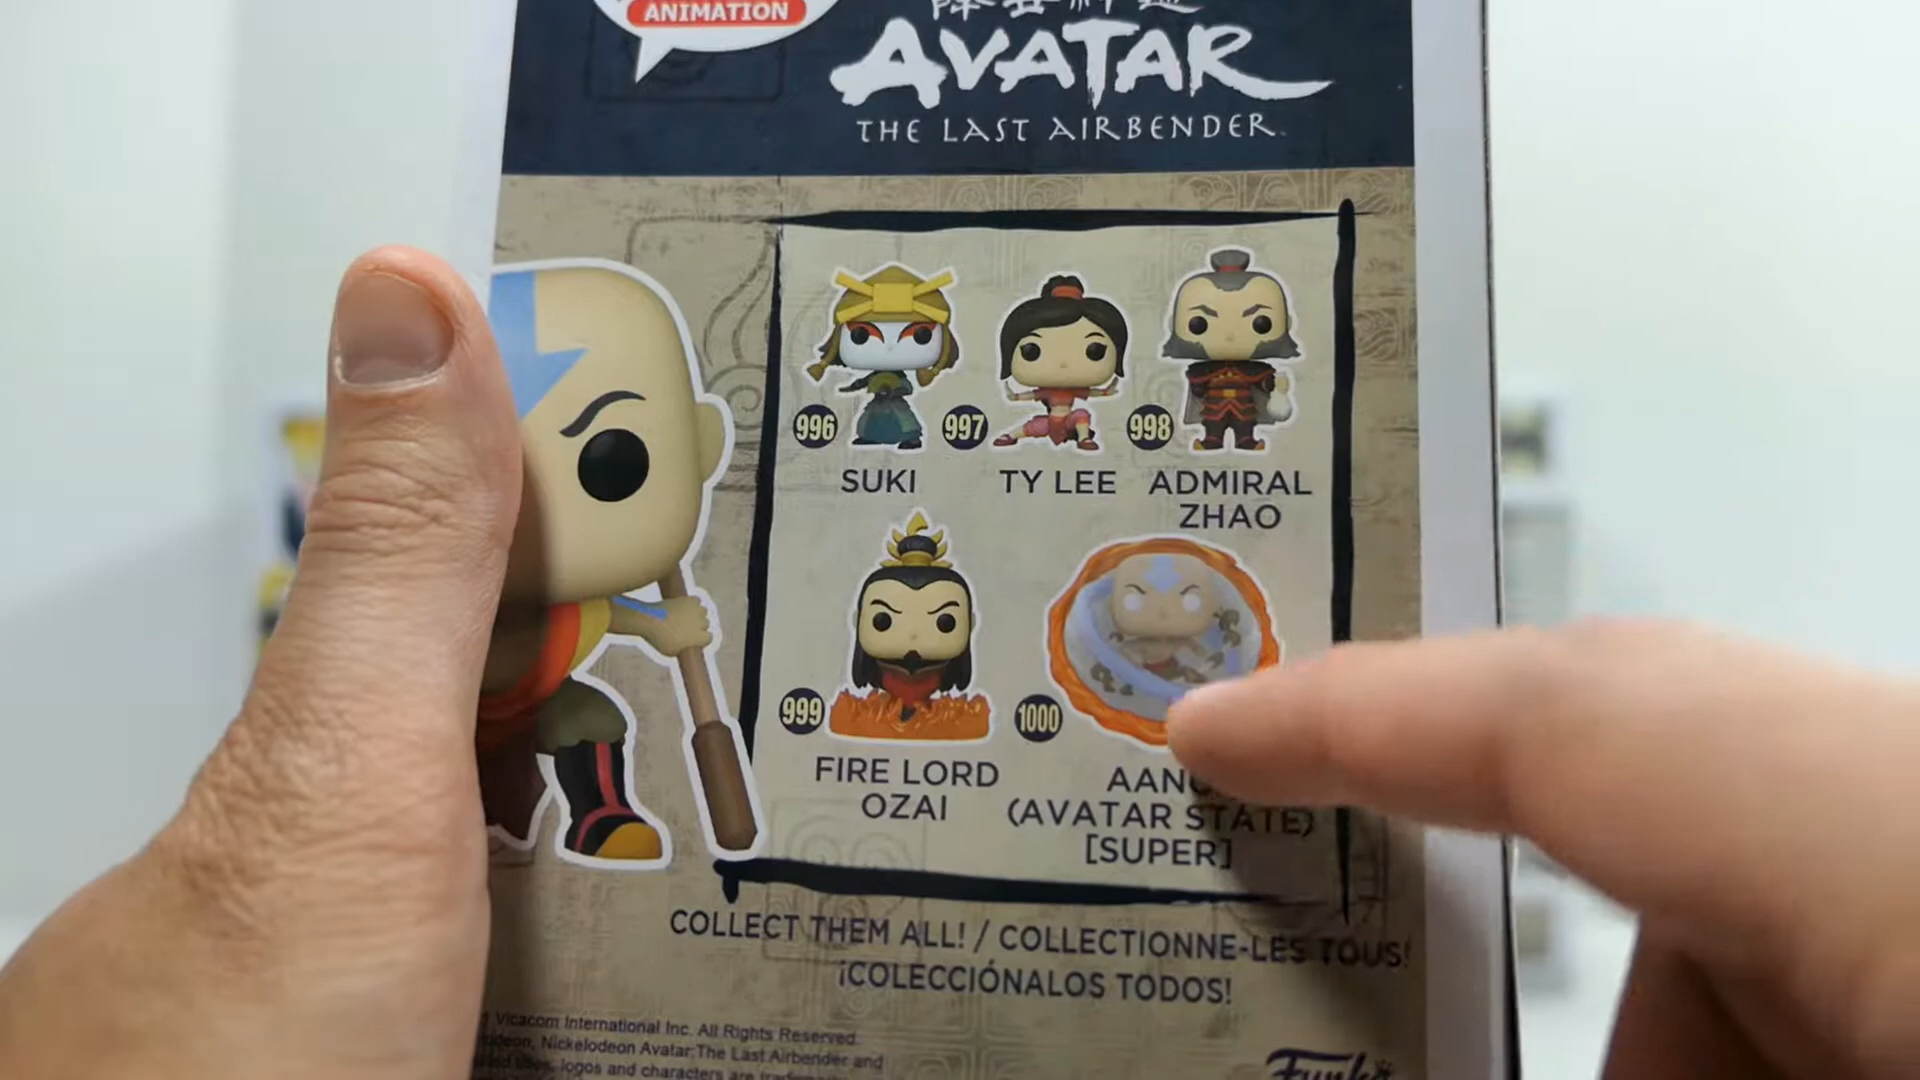 ANIMATION
AVATAR
THE LAST AIRBENDER
996
997
998
SUKI
TY LEE
ADMIRAL
ZHAO
999
1000
FIRE LORD
OZAI
AANG
(AVATAR STATE)
[SUPER]
COLLECT THEM ALL! / COLLECTIONNE-LES TOUS!
¡COLECCIÓNALOS TODOS!
Viacom International Inc. All Rights Reserved.
Nickelodeon Avatar: The Last Airbender and
logos and characters are
Funko